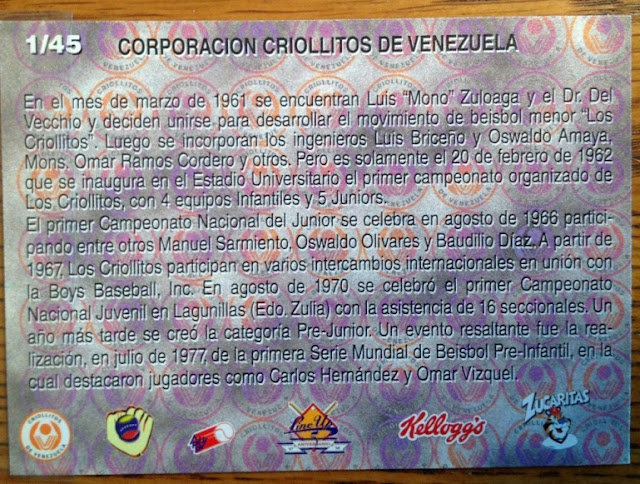 1/45 CORPORACION CRIOLLITOS DE VENEZUELA
En el mes de marzo de 1961 se encuentran Luis "Mono" Zuloaga y el Dr. Del
Vecchio y deciden unirse para desarrollar el movimiento de beisbol menor "Los
Criollitos". Luego se incorporan los ingenieros Luis Briceño y Oswaldo Amaya,
Mons. Omar Ramos Cordero y otros. Pero es solamente el 20 de febrero de 1962
que se inaugura en el Estadio Universitario el primer campeonato organizado de
Los Criollitos, con 4 equipos Infantiles y 5 Juniors.
El primer Campeonato Nacional del Junior se celebra en agosto de 1966 partici-
pando entre otros Manuel Sarmiento, Oswaldo Olivares y Baudilio Díaz. A partir de
1967, Los Criollitos participan en varios intercambios internacionales en unión con
la Boys Baseball, Inc. En agosto de 1970 se celebró el primer Campeonato
Nacional Juvenil en Lagunillas (Edo. Zulia) con la asistencia de 16 seccionales. Un
año más tarde se creó la categoría Pre-Junior. Un evento resaltante fue la rea-
lización, en julio de 1977, de la primera Serie Mundial de Beisbol Pre-Infantil, en la
cual destacaron jugadores como Carlos Hernández y Omar Vizquel.
CRIOLLITOS DE VENEZUELA
Line Up
Kellogg's
ZUCARITAS